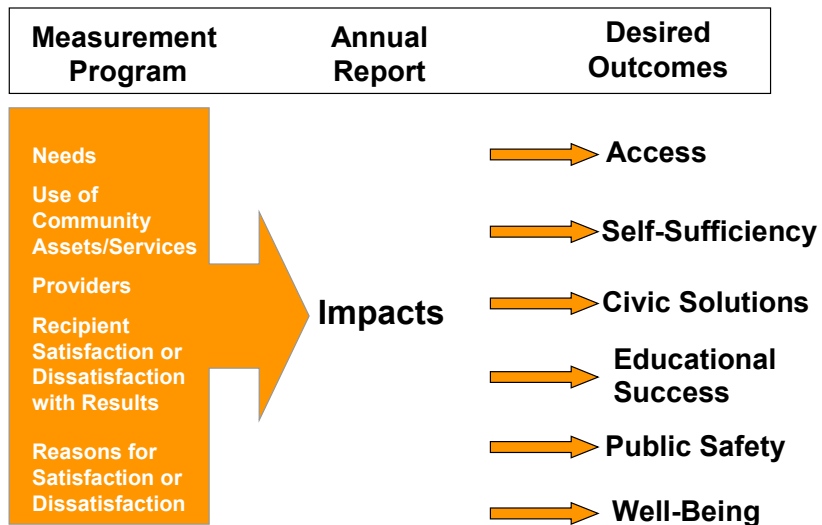 Measurement
Program
Annual
Report
Desired
Outcomes
Needs
Use of
Community
Assets/Services
Providers
Recipient
Satisfaction or
Dissatisfaction
with Results
Reasons for
Satisfaction or
Dissatisfaction
Impacts
Access
Self-Sufficiency
Civic Solutions
Educational
Success
Public Safety
Well-Being